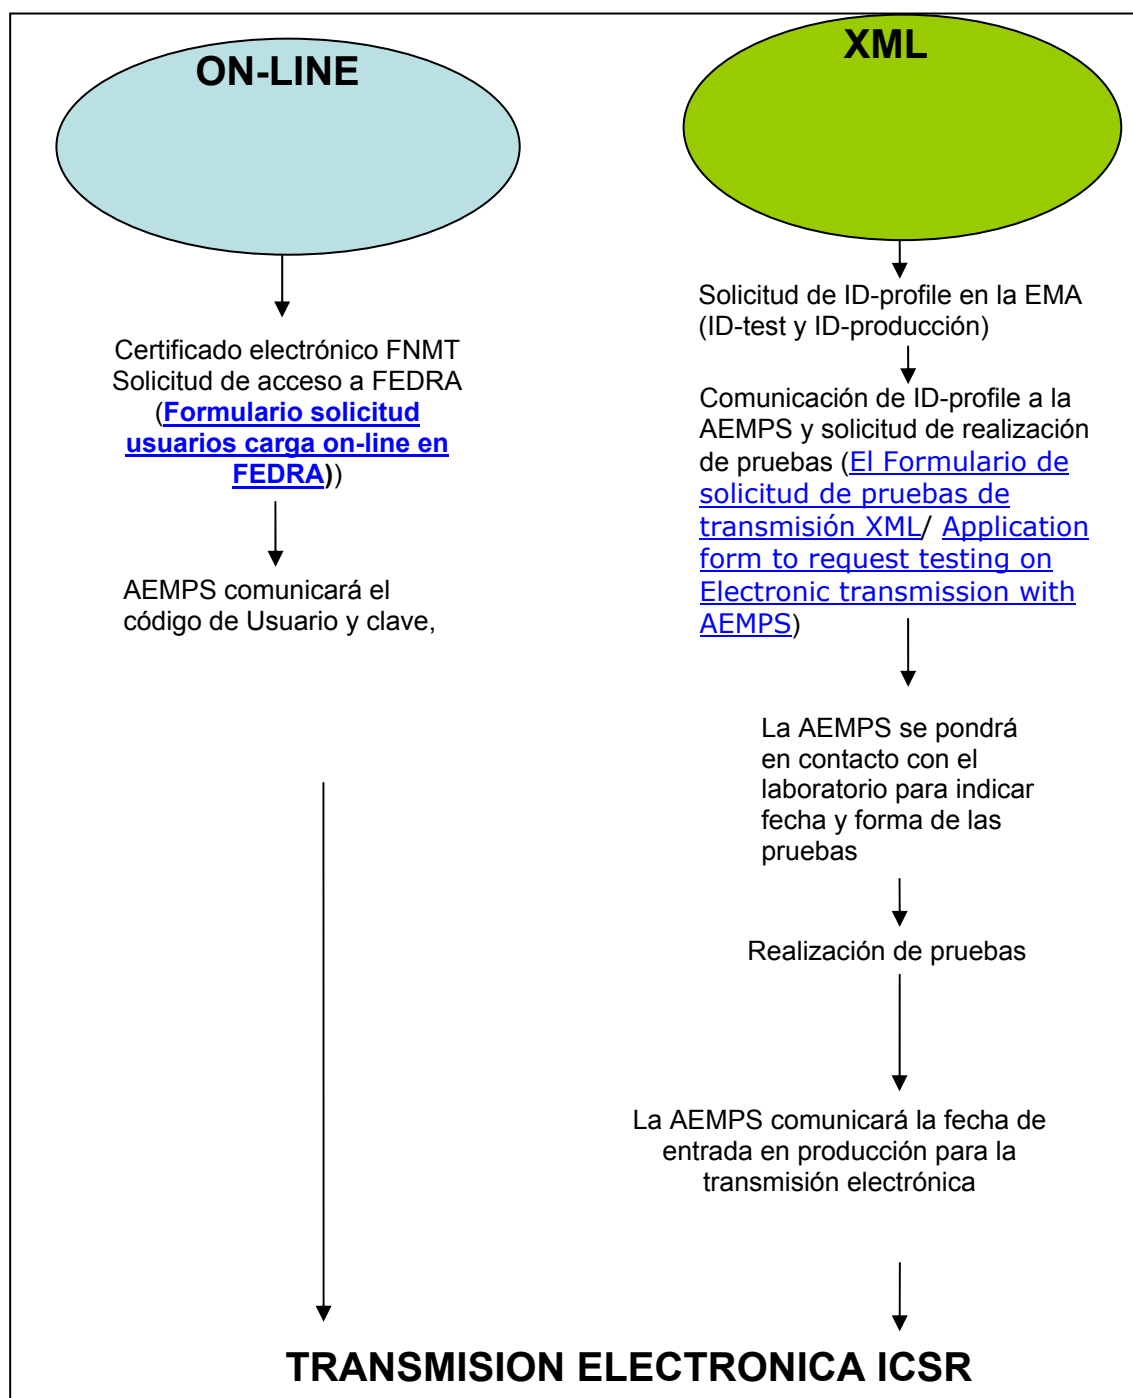 ON-LINE
Certificado electrónico FNMT
Solicitud de acceso a FEDRA
(Formulario solicitud
usuarios carga on-line en
FEDRA))
AEMPS comunicará el
código de Usuario y clave,
XML
Solicitud de ID-profile en la EMA
(ID-test y ID-producción)
Comunicación de ID-profile a la
AEMPS y solicitud de realización
de pruebas (El Formulario de
solicitud de pruebas de
transmisión XML/ Application
form to request testing on
Electronic transmission with
AEMPS)
La AEMPS se pondrá
en contacto con el
laboratorio para indicar
fecha y forma de las
pruebas
Realización de pruebas
La AEMPS comunicará la fecha de
entrada en producción para la
transmisión electrónica
TRANSMISION ELECTRONICA ICSR